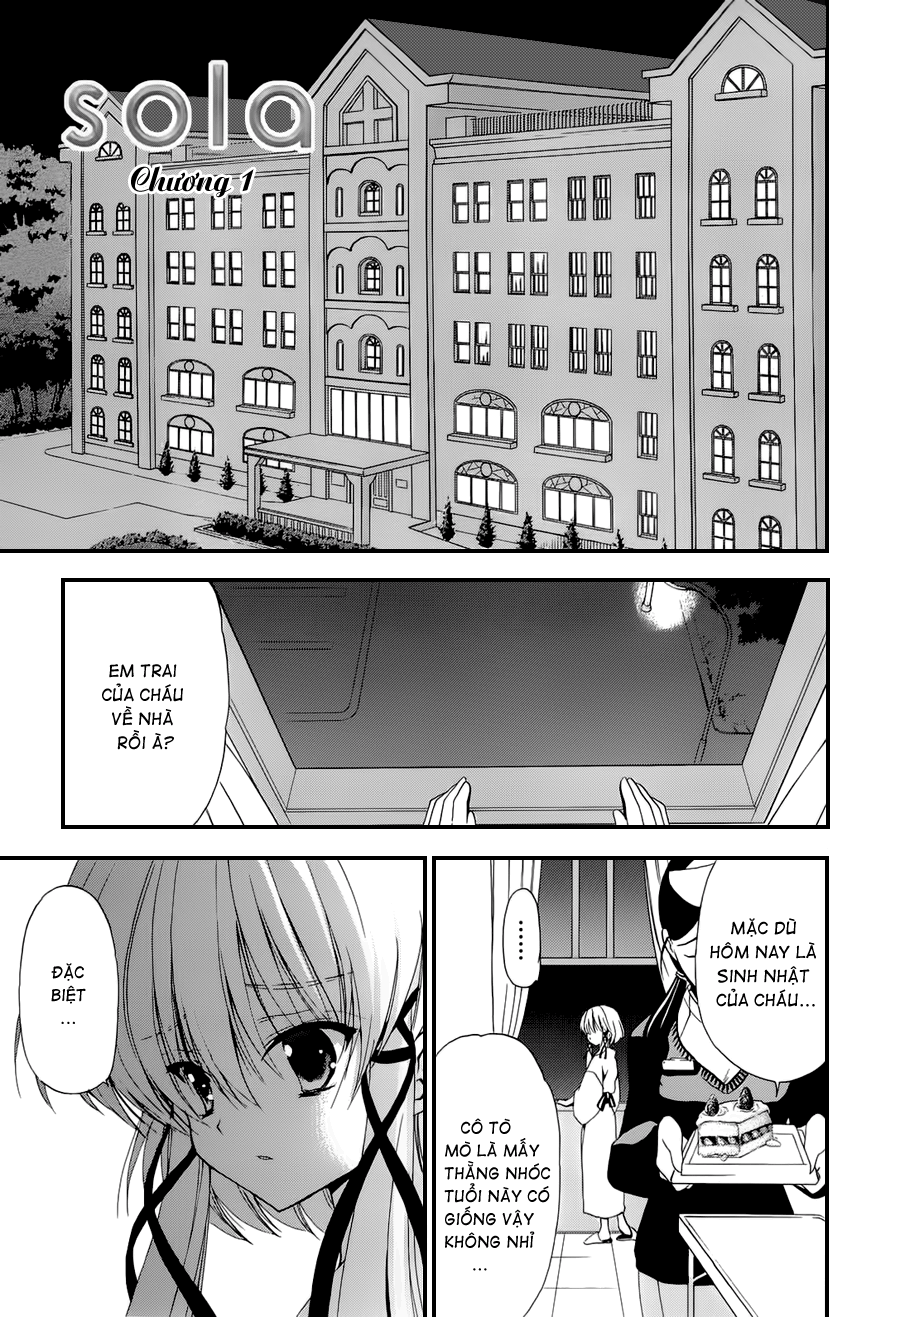 sola
Chương 1
EM TRAI
CỦA CHÁU
VỀ NHÀ
RỒI À?
MẶC DÙ
HÔM NAY LÀ
SINH NHẬT
CỦA CHÁU...
......
CÔ TÒ
MÒ LÀ MẤY
THẰNG NHÓC
TUỔI NÀY CÓ
GIỐNG VẬY
KHÔNG NHỈ
...
ĐẶC
BIỆT
...